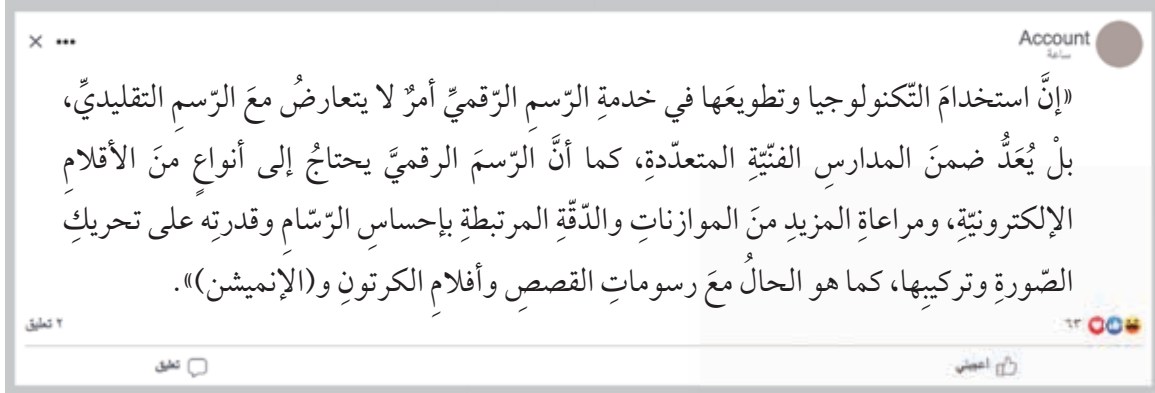 Account
ساعة
«إنَّ استخدامَ التّكنولوجيا وتطويعَها في خدمةِ الرّسمِ الرّقميِّ أمرٌ لا يتعارضُ معَ الرّسمِ التقليديِّ،
بلْ يُعَدُّ ضمنَ المدارسِ الفنّيّةِ المتعدّدةِ، كما أنَّ الرّسمَ الرقميَّ يحتاجُ إلى أنواعٍ منَ الأقلامِ
الإلكترونيّةِ، ومراعاةِ المزيدِ منَ الموازناتِ والدّقّةِ المرتبطةِ بإحساسِ الرّسّامِ وقدرتِه على تحريكِ
الصّورةِ وتركيبِها، كما هو الحالُ معَ رسوماتِ القصصِ وأفلامِ الكرتونِ و(الإنميشن)».
٦٣ ٢ تعليق
اعجبني تعليق